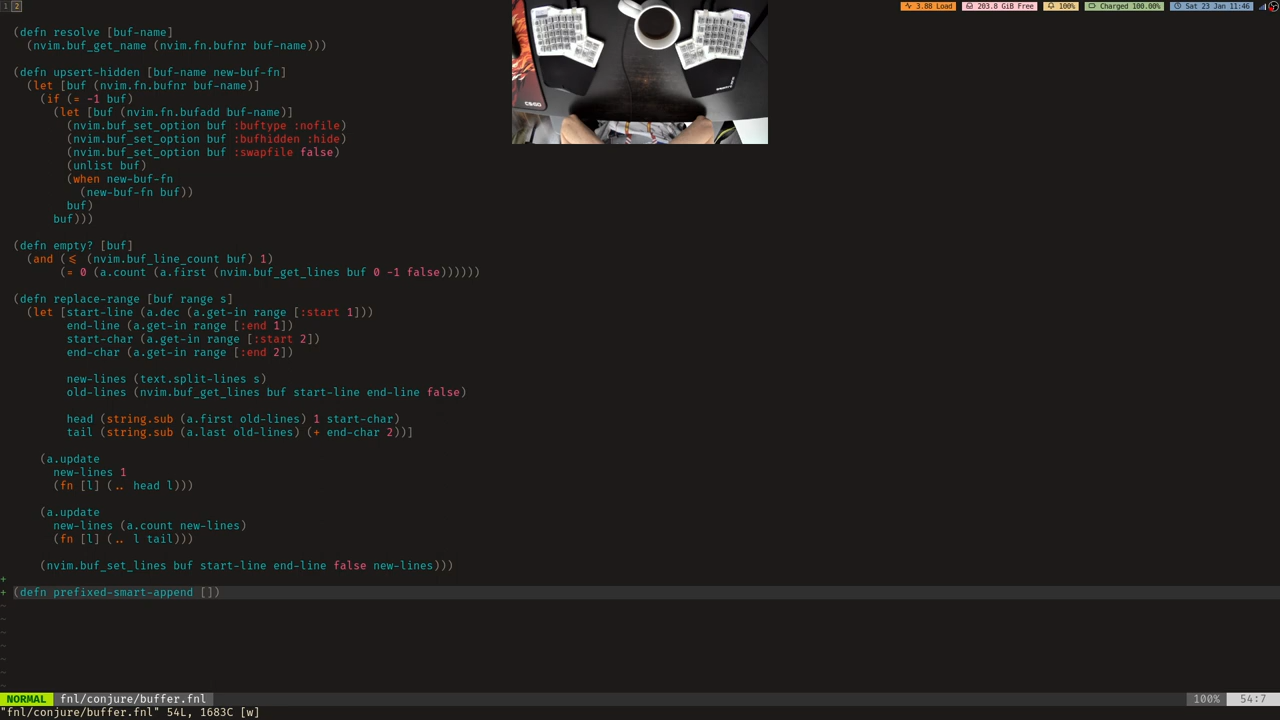 1 2
3.88 Load 203.8 GiB Free 100% Charged 100.00% Sat 23 Jan 11:46
(defn resolve [buf-name]
(nvim.buf_get_name (nvim.fn.bufnr buf-name)))
(defn upsert-hidden [buf-name new-buf-fn]
(let [buf (nvim.fn.bufnr buf-name)]
(if (= -1 buf)
(let [buf (nvim.fn.bufadd buf-name)]
(nvim.buf_set_option buf :buftype :nofile)
(nvim.buf_set_option buf :bufhidden :hide)
(nvim.buf_set_option buf :swapfile false)
(unlist buf)
(when new-buf-fn
(new-buf-fn buf))
buf)
buf)))
(defn empty? [buf]
(and (<= (nvim.buf_line_count buf) 1)
(= 0 (a.count (a.first (nvim.buf_get_lines buf 0 -1 false))))))
(defn replace-range [buf range s]
(let [start-line (a.dec (a.get-in range [:start 1]))
end-line (a.get-in range [:end 1])
start-char (a.get-in range [:start 2])
end-char (a.get-in range [:end 2])
new-lines (text.split-lines s)
old-lines (nvim.buf_get_lines buf start-line end-line false)
head (string.sub (a.first old-lines) 1 start-char)
tail (string.sub (a.last old-lines) (+ end-char 2))]
(a.update
new-lines 1
(fn [l] (.. head l)))
(a.update
new-lines (a.count new-lines)
(fn [l] (.. l tail)))
(nvim.buf_set_lines buf start-line end-line false new-lines)))
+
+ (defn prefixed-smart-append [])
~
~
~
~
~
~
~
NORMAL fnl/conjure/buffer.fnl 100% 54:7
"fnl/conjure/buffer.fnl" 54L, 1683C [w]